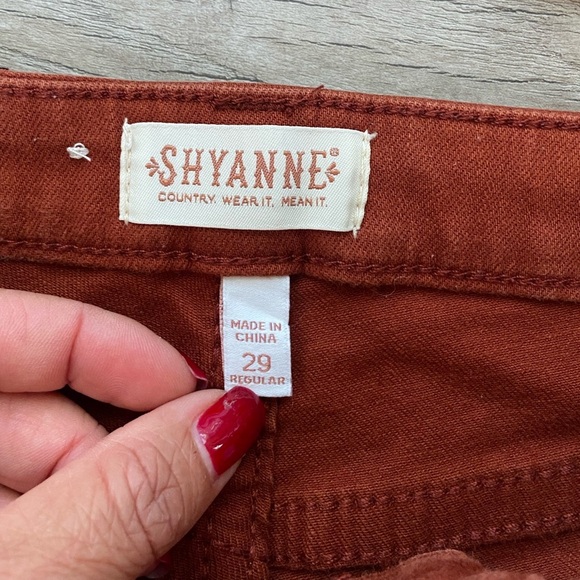 SHYANNE®
COUNTRY. WEAR IT. MEAN IT.
MADE IN
CHINA
29
REGULAR